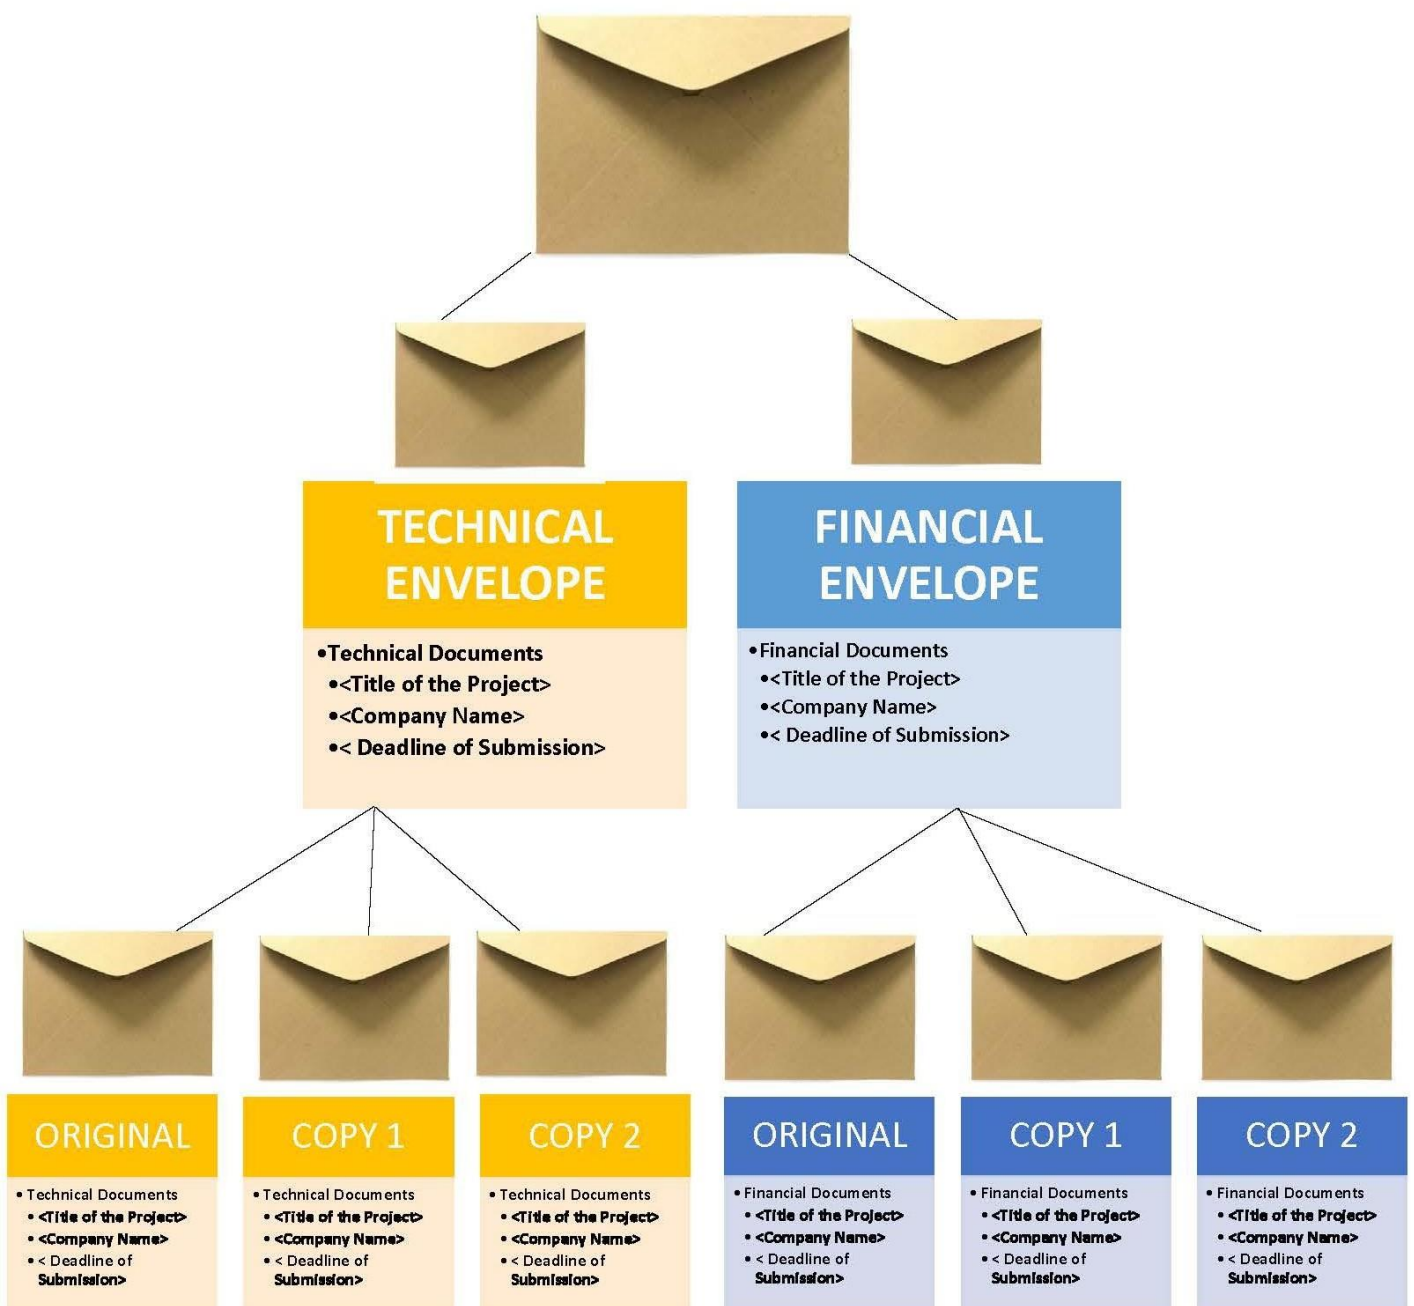 TECHNICAL
ENVELOPE
•Technical Documents
•<Title of the Project>
•<Company Name>
•< Deadline of Submission>
FINANCIAL
ENVELOPE
•Financial Documents
•<Title of the Project>
•<Company Name>
•< Deadline of Submission>
ORIGINAL
• Technical Documents
• <Title of the Project>
• <Company Name>
• < Deadline of
Submission>
COPY 1
• Technical Documents
• <Title of the Project>
• <Company Name>
• < Deadline of
Submission>
COPY 2
• Technical Documents
• <Title of the Project>
• <Company Name>
• < Deadline of
Submission>
ORIGINAL
• Financial Documents
• <Title of the Project>
• <Company Name>
• < Deadline of
Submission>
COPY 1
• Financial Documents
• <Title of the Project>
• <Company Name>
• < Deadline of
Submission>
COPY 2
• Financial Documents
• <Title of the Project>
• <Company Name>
• < Deadline of
Submission>